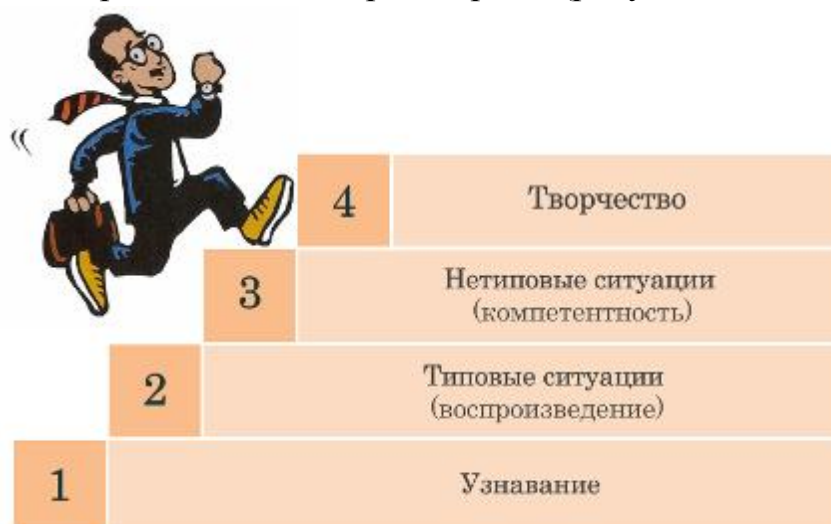 4 Творчество
3 Нетиповые ситуации
(компетентность)
2 Типовые ситуации
(воспроизведение)
1 Узнавание